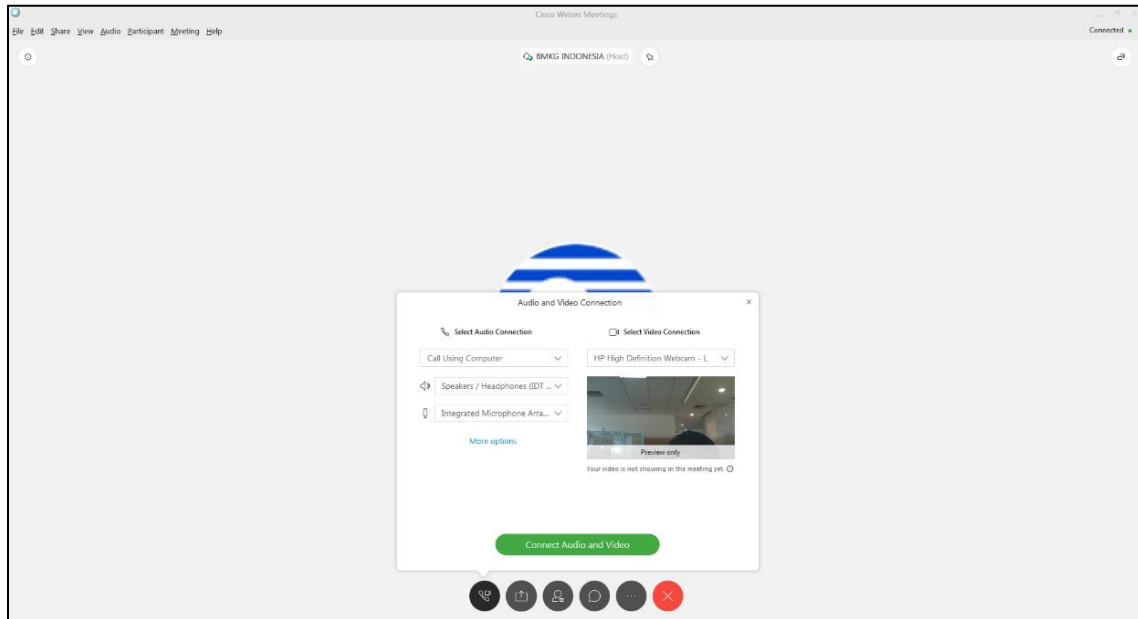 Cisco Webex Meetings
File Edit Share View Audio Participant Meeting Help
Connected
BMKG INDONESIA (Host)
Audio and Video Connection
Select Audio Connection
Select Video Connection
Call Using Computer
HP High Definition Webcam - L
Speakers / Headphones (IDT ...
Integrated Microphone Arra...
More options
Preview only
Your video is not showing in the meeting yet.
Connect Audio and Video